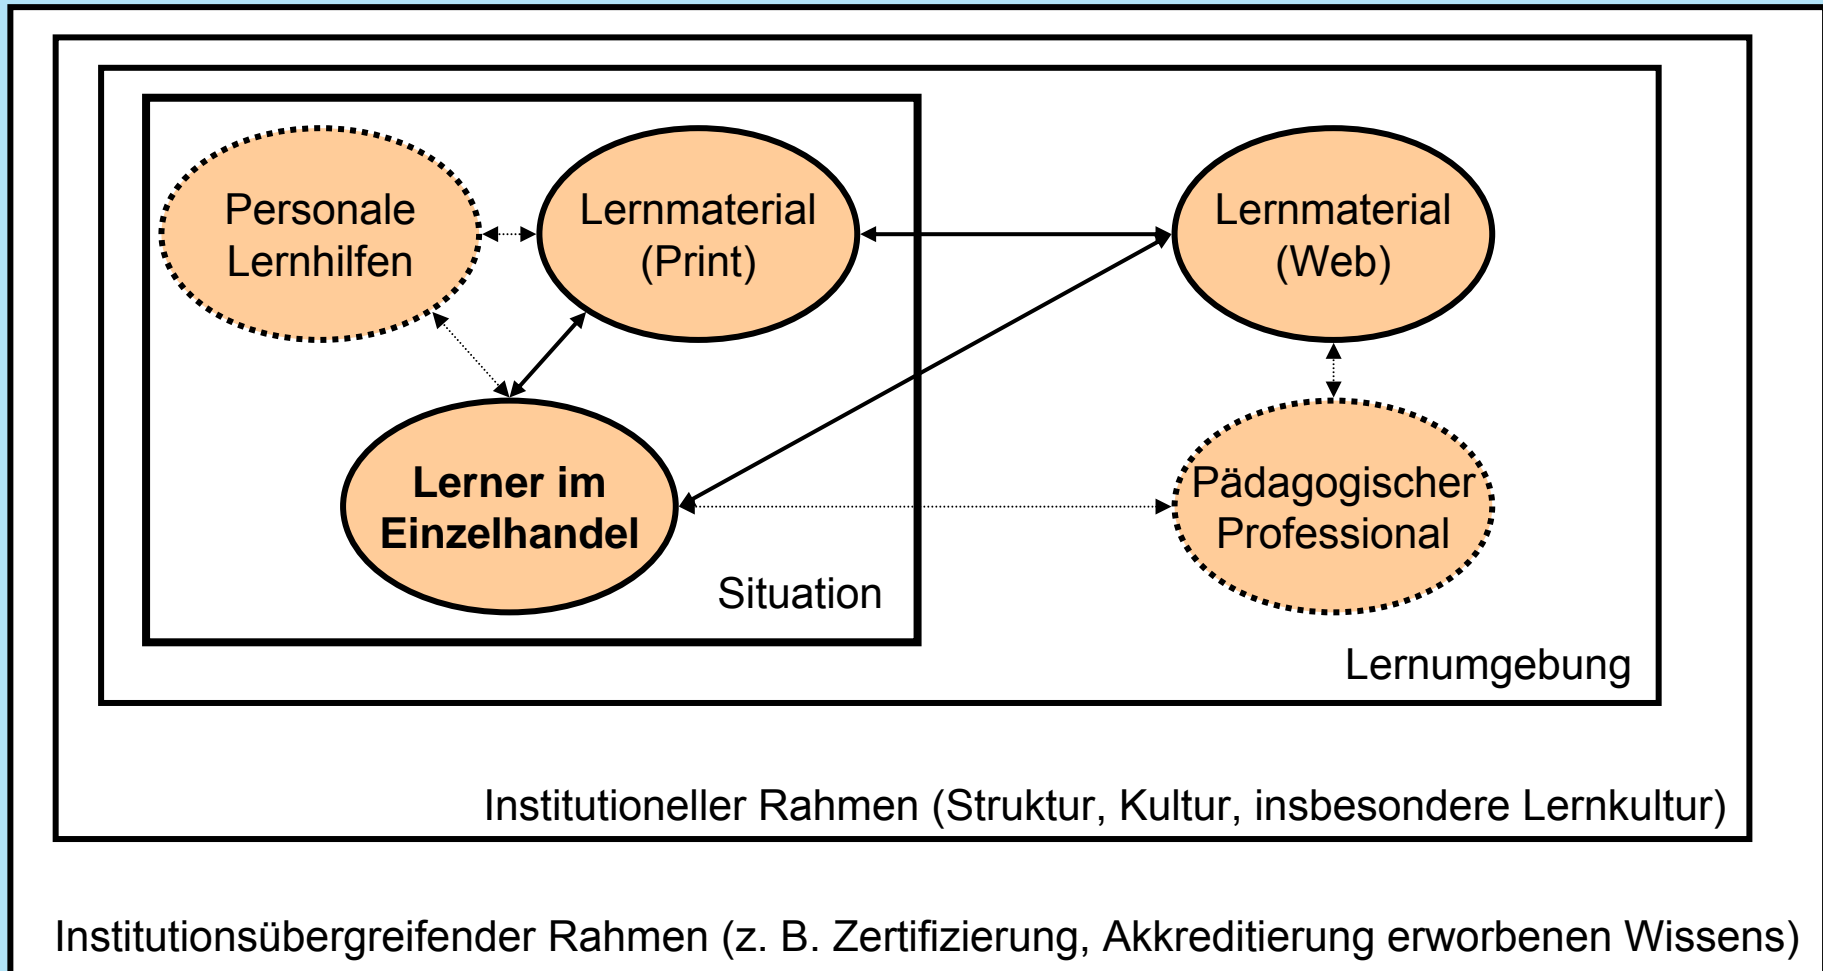 Personale
Lernhilfen
Lernmaterial
(Print)
Lernmaterial
(Web)
Lerner im
Einzelhandel
Pädagogischer
Professional
Situation
Lernumgebung
Institutioneller Rahmen (Struktur, Kultur, insbesondere Lernkultur)
Institutionsübergreifender Rahmen (z. B. Zertifizierung, Akkreditierung erworbenen Wissens)